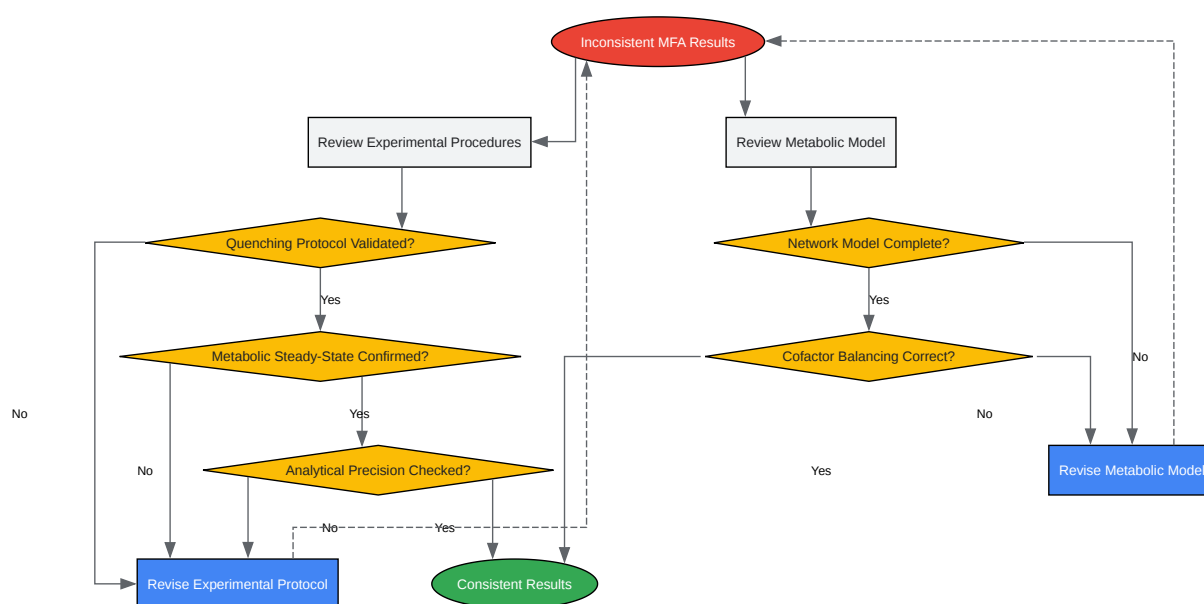 Inconsistent MFA Results
Review Experimental Procedures
Review Metabolic Model
Quenching Protocol Validated?
Network Model Complete?
Yes
Yes
Metabolic Steady-State Confirmed?
Cofactor Balancing Correct?
No
No
Yes
No
No
Analytical Precision Checked?
Yes
Revise Metabolic Model
No
Yes
Revise Experimental Protocol
Consistent Results